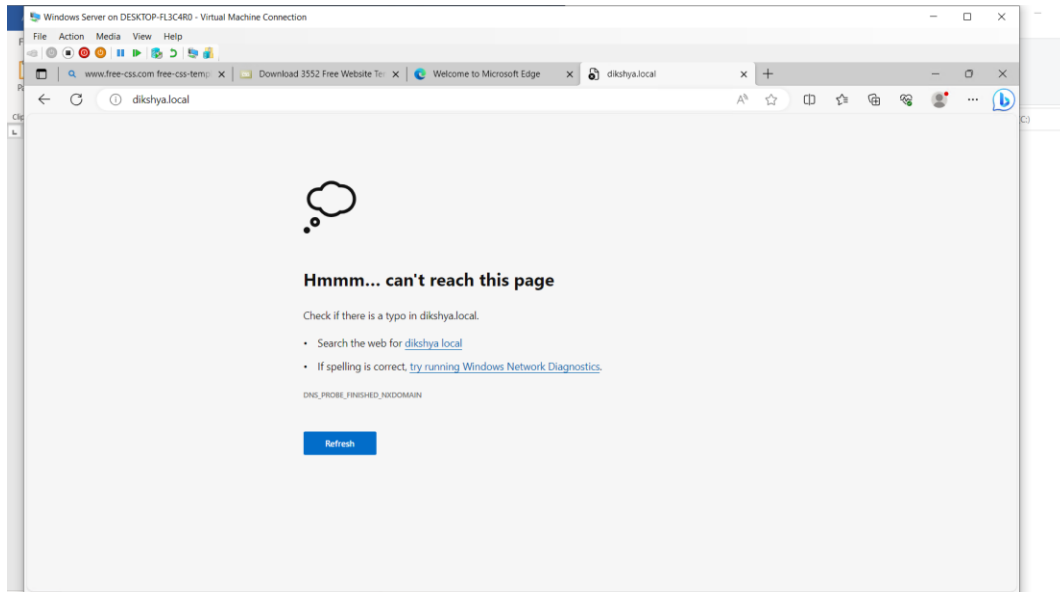 Windows Server on DESKTOP-FL3C4R0 - Virtual Machine Connection
File Action Media View Help
www.free-css.com free-css-temp
Download 3552 Free Website Ter
Welcome to Microsoft Edge
dikshya.local
dikshya.local
C:)
Hmmm... can't reach this page
Check if there is a typo in dikshya.local.
• Search the web for dikshya local
• If spelling is correct, try running Windows Network Diagnostics.
DNS_PROBE_FINISHED_NXDOMAIN
Refresh